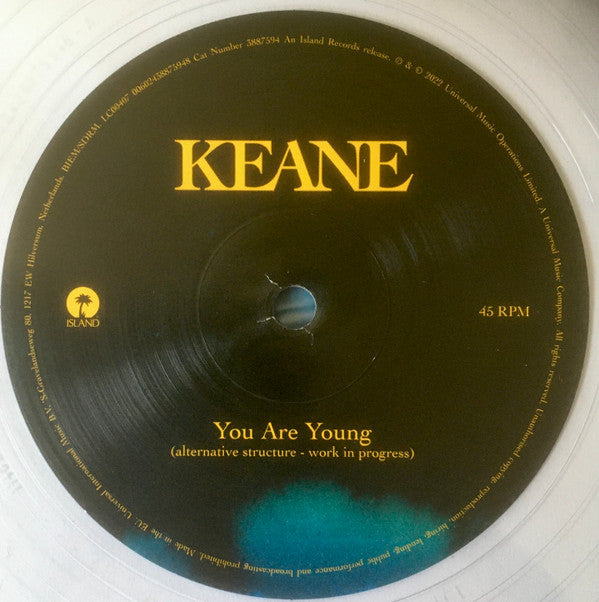 KEANE
ISLAND
45 RPM
You Are Young
(alternative structure - work in progress)
Universal International Music B.V. 'S-Gravelandseweg 80, 1217 EW Hilversum, Netherlands. BIEM/SDRM. LC00407 00602438875948 Cat Number 3887594 An Island Records release. ℗ & © 2022 Universal Music Operations Limited. A Universal Music Company. All rights reserved. Unauthorised copying, reproduction, hiring, lending, public performance and broadcasting prohibited. Made in the EU.